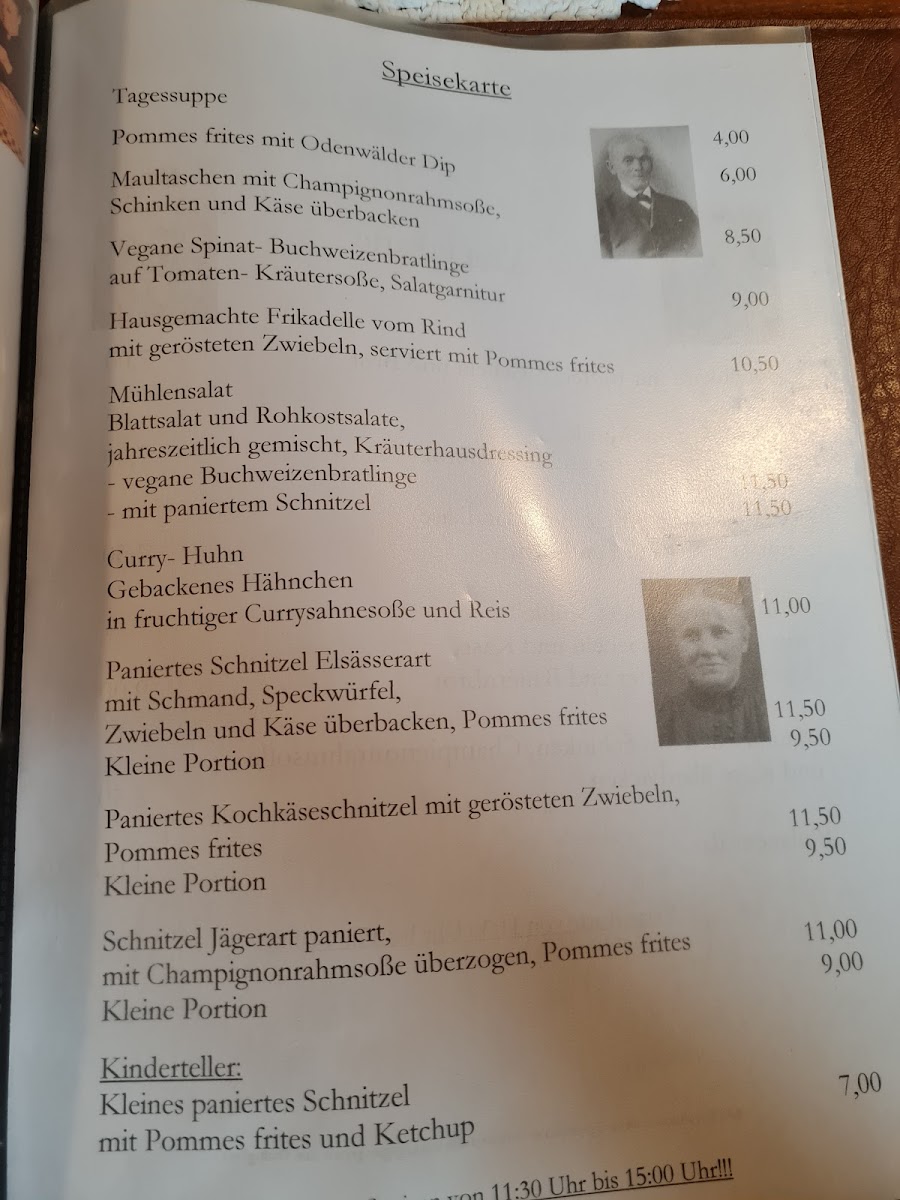 Speisekarte
Tagessuppe 4,00
Pommes frites mit Odenwälder Dip 6,00
Maultaschen mit Champignonrahmsoße,
Schinken und Käse überbacken 8,50
Vegane Spinat- Buchweizenbratlinge
auf Tomaten- Kräutersoße, Salatgarnitur 9,00
Hausgemachte Frikadelle vom Rind
mit gerösteten Zwiebeln, serviert mit Pommes frites 10,50
Mühlensalat
Blattsalat und Rohkostsalate,
jahreszeitlich gemischt, Kräuterhausdressing
- vegane Buchweizenbratlinge 11,50
- mit paniertem Schnitzel 11,50
Curry- Huhn
Gebackenes Hähnchen
in fruchtiger Currysahnesoße und Reis 11,00
Paniertes Schnitzel Elsässerart
mit Schmand, Speckwürfel,
Zwiebeln und Käse überbacken, Pommes frites 11,50
Kleine Portion 9,50
Paniertes Kochkäseschnitzel mit gerösteten Zwiebeln,
Pommes frites 11,50
Kleine Portion 9,50
Schnitzel Jägerart paniert,
mit Champignonrahmsoße überzogen, Pommes frites 11,00
Kleine Portion 9,00
Kinderteller:
Kleines paniertes Schnitzel
mit Pommes frites und Ketchup 7,00
von 11:30 Uhr bis 15:00 Uhr!!!